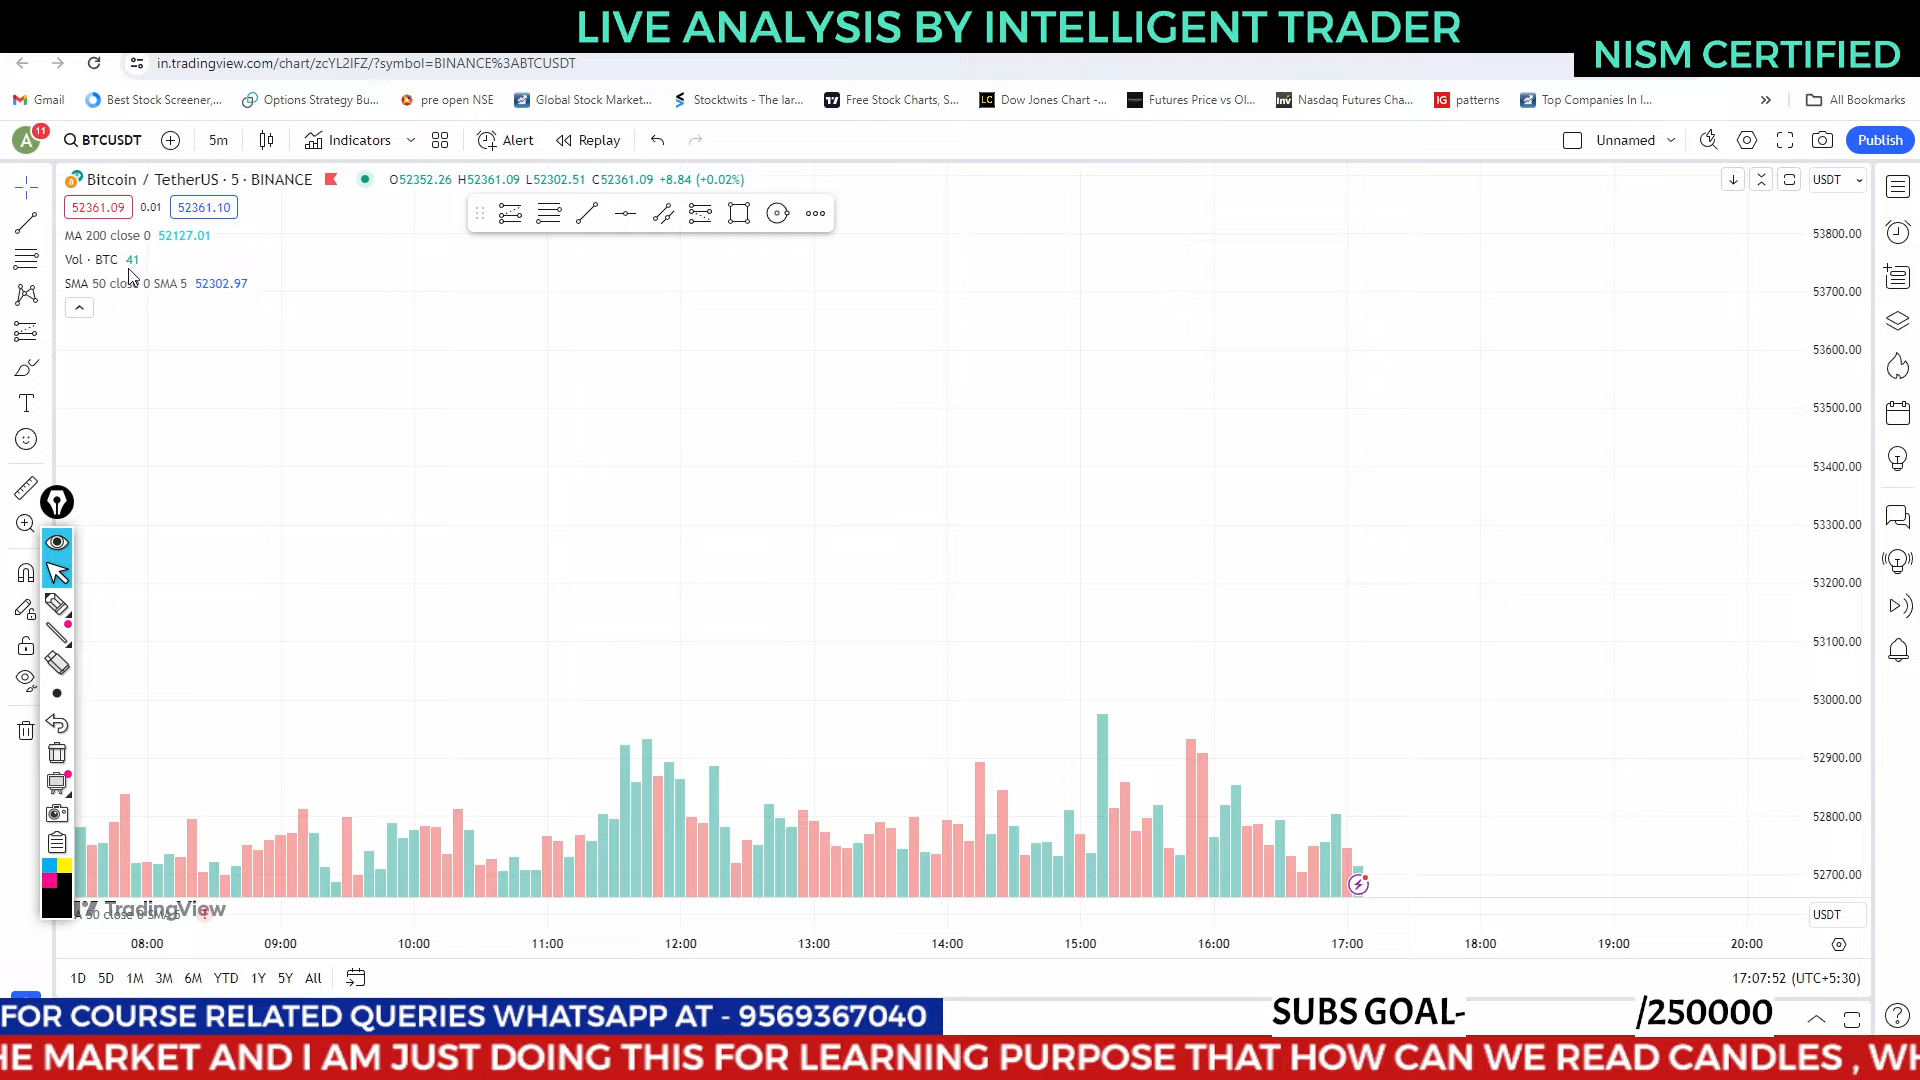 LIVE ANALYSIS BY INTELLIGENT TRADER
NISM CERTIFIED
in.tradingview.com/chart/zcYL2IFZ/?symbol=BINANCE%3ABTCUSDT
Gmail Best Stock Screener,... Options Strategy Bu... pre open NSE Global Stock Market... Stocktwits - The lar... Free Stock Charts, S... Dow Jones Chart -... Futures Price vs OI... Nasdaq Futures Cha... patterns Top Companies In I... All Bookmarks
A 11 BTCUSDT 5m Indicators Alert Replay Unnamed Publish
Bitcoin / TetherUS · 5 · BINANCE O52352.26 H52361.09 L52302.51 C52361.09 +8.84 (+0.02%) USDT
52361.09 0.01 52361.10
MA 200 close 0 52127.01
Vol · BTC 41
SMA 50 close 0 SMA 5 52302.97
53800.00
53700.00
53600.00
53500.00
53400.00
53300.00
53200.00
53100.00
53000.00
52900.00
52800.00
52700.00
TradingView
50 close 0 SMA 5
USDT
08:00 09:00 10:00 11:00 12:00 13:00 14:00 15:00 16:00 17:00 18:00 19:00 20:00
1D 5D 1M 3M 6M YTD 1Y 5Y All 17:07:52 (UTC+5:30)
FOR COURSE RELATED QUERIES WHATSAPP AT - 9569367040
SUBS GOAL- /250000
HE MARKET AND I AM JUST DOING THIS FOR LEARNING PURPOSE THAT HOW CAN WE READ CANDLES , WH